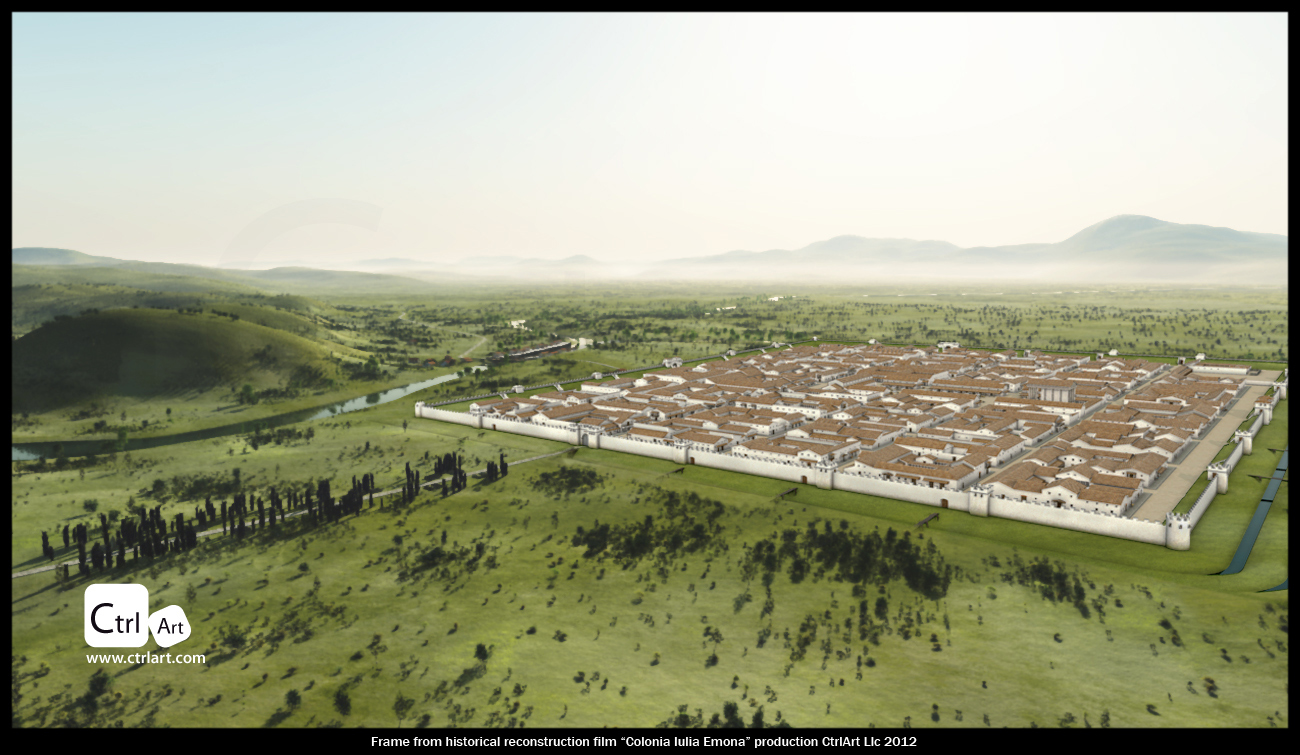 Ctrl Art
www.ctrlart.com
Frame from historical reconstruction film “Colonia Iulia Emona” production CtrlArt Llc 2012